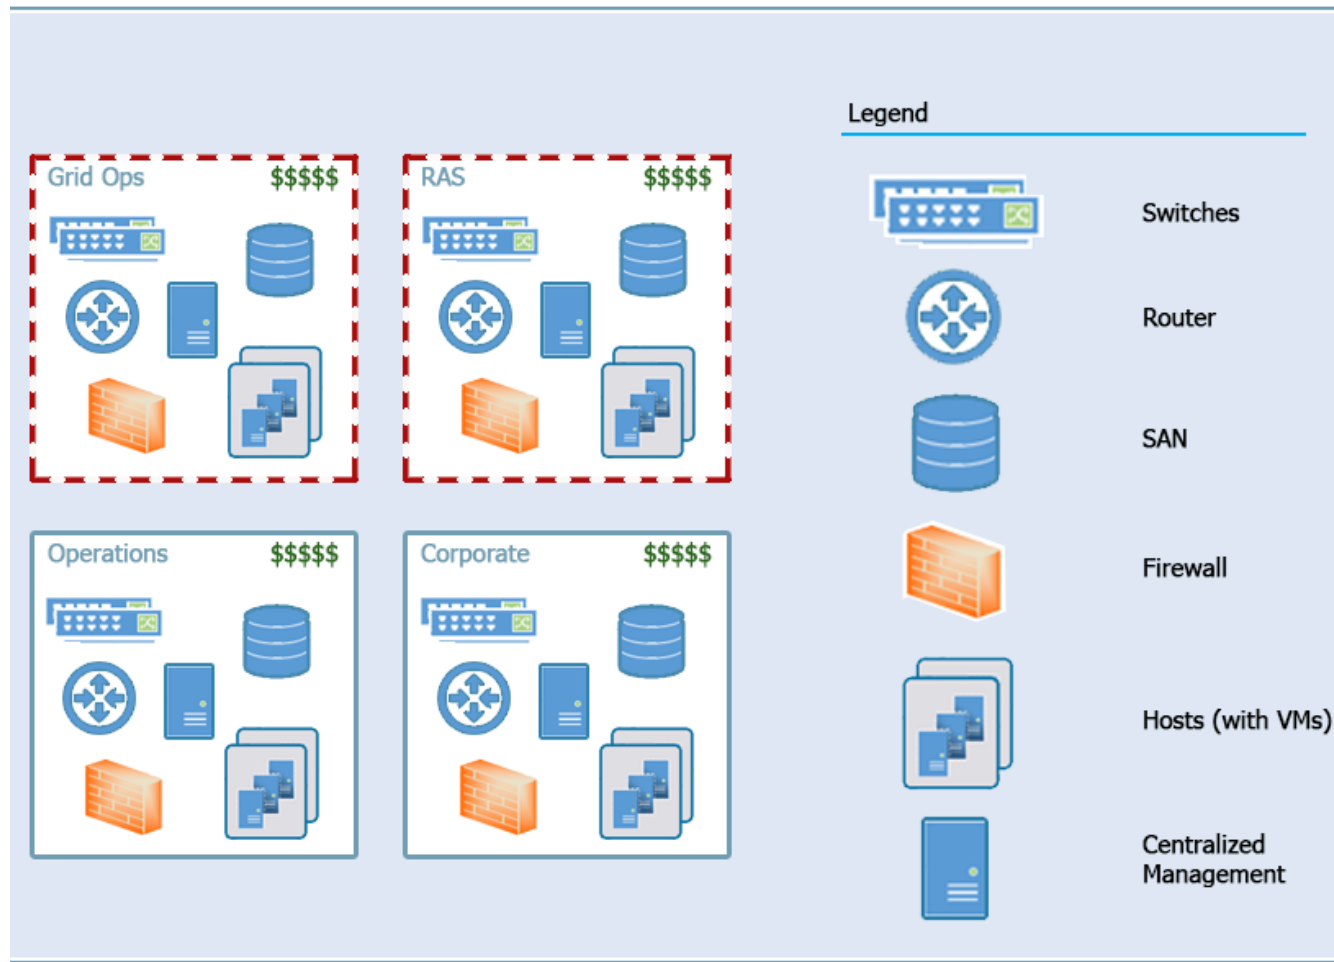 Legend
Grid Ops $$$$$
RAS $$$$$
Operations $$$$$
Corporate $$$$$
Switches
Router
SAN
Firewall
Hosts (with VMs)
Centralized
Management